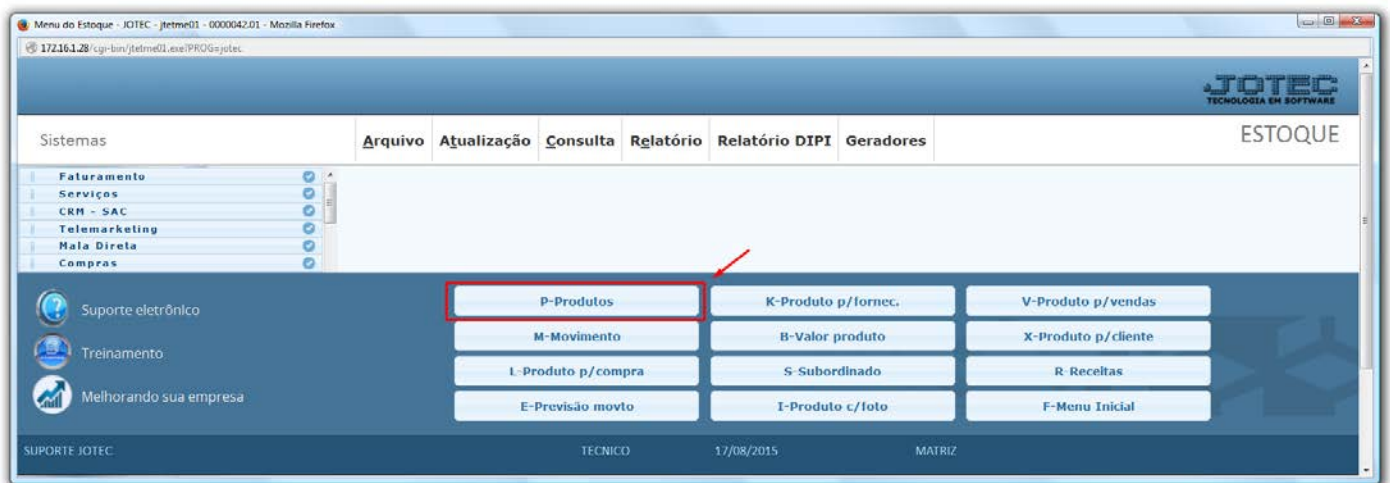 Menu do Estoque - JOTEC - jtetme01 - 0000042.01 - Mozilla Firefox
172.16.1.28/cgi-bin/jtetme01.exe?PROG=jotec
JOTEC
TECNOLOGIA EM SOFTWARE
Sistemas Arquivo Atualização Consulta Relatório Relatório DIPI Geradores ESTOQUE
Faturamento
Serviços
CRM - SAC
Telemarketing
Mala Direta
Compras
Suporte eletrônico
Treinamento
Melhorando sua empresa
P-Produtos K-Produto p/fornec. V-Produto p/vendas
M-Movimento B-Valor produto X-Produto p/cliente
L-Produto p/compra S-Subordinado R-Receitas
E-Previsão movto I-Produto c/foto F-Menu Inicial
SUPORTE JOTEC TECNICO 17/08/2015 MATRIZ